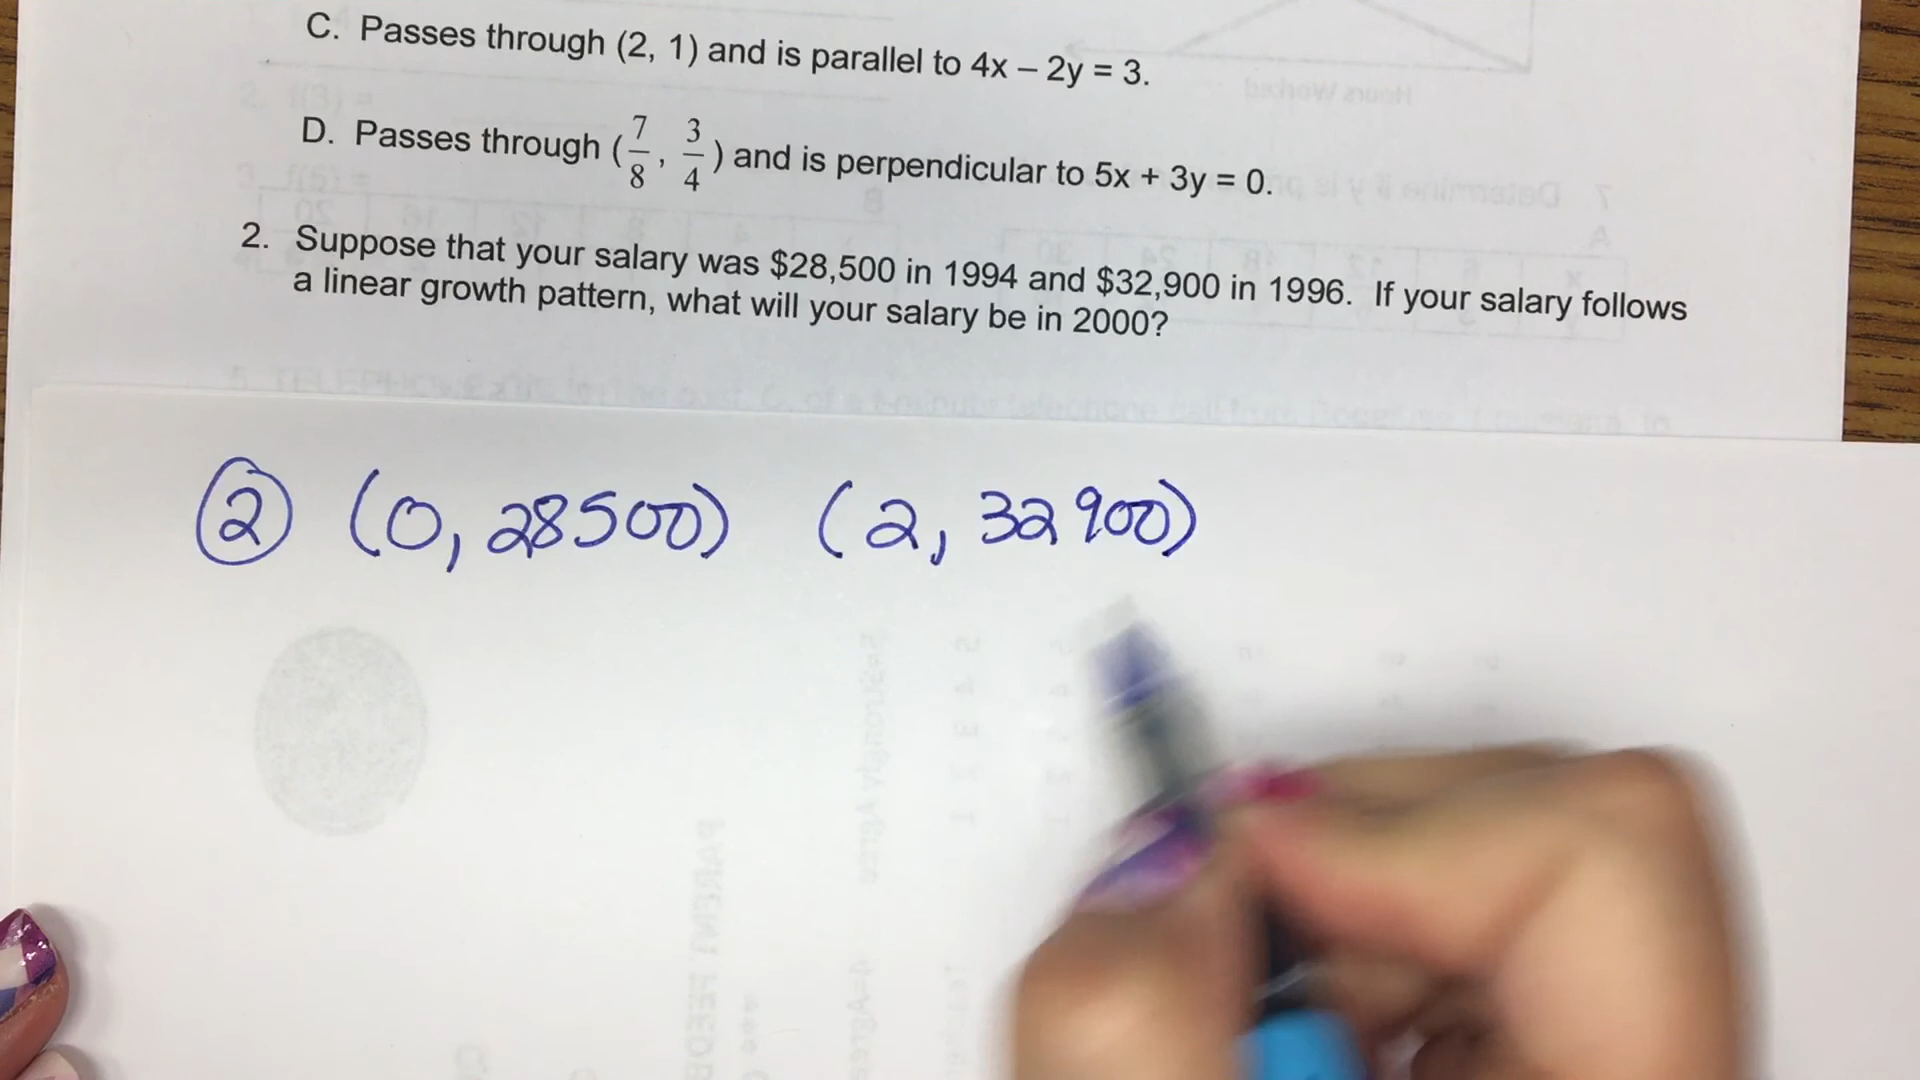 C. Passes through (2, 1) and is parallel to 4x – 2y = 3.
D. Passes through (7/8, 3/4) and is perpendicular to 5x + 3y = 0.
2. Suppose that your salary was $28,500 in 1994 and $32,900 in 1996. If your salary follows
a linear growth pattern, what will your salary be in 2000?
② (0, 28500) (2, 32900)